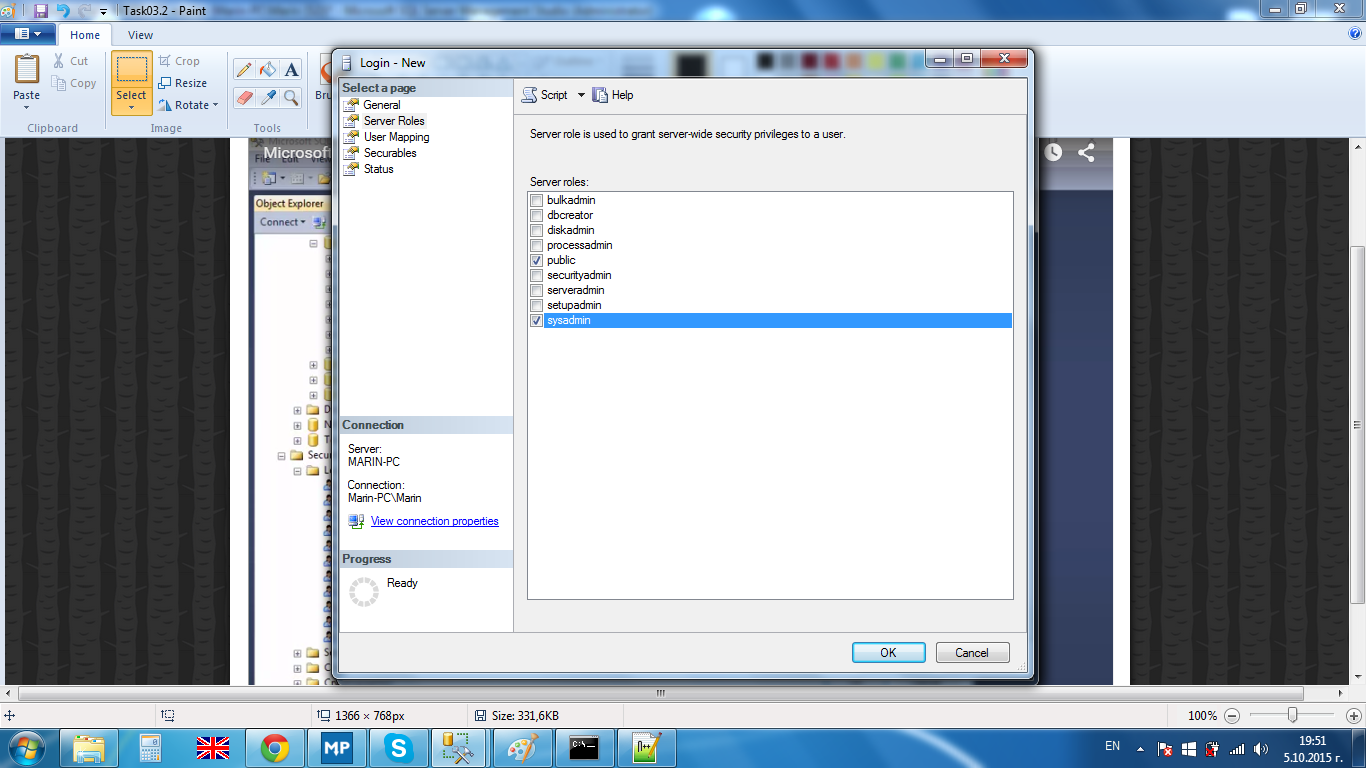 Task03.2 - Paint
Home
View
Paste
Cut
Copy
Clipboard
Select
Crop
Resize
Rotate
Image
A
Tools
Login - New
Select a page
General
Server Roles
User Mapping
Securables
Status
Script
Help
Server role is used to grant server-wide security privileges to a user.
Server roles:
bulkadmin
dbcreator
diskadmin
processadmin
public
securityadmin
serveradmin
setupadmin
sysadmin
Connection
Server:
MARIN-PC
Connection:
Marin-PC\Marin
View connection properties
Progress
Ready
OK
Cancel
Microsoft
File
Edit
Object Explorer
Connect
1366 × 768px
Size: 331,6KB
100%
MP
EN
19:51
5.10.2015 г.